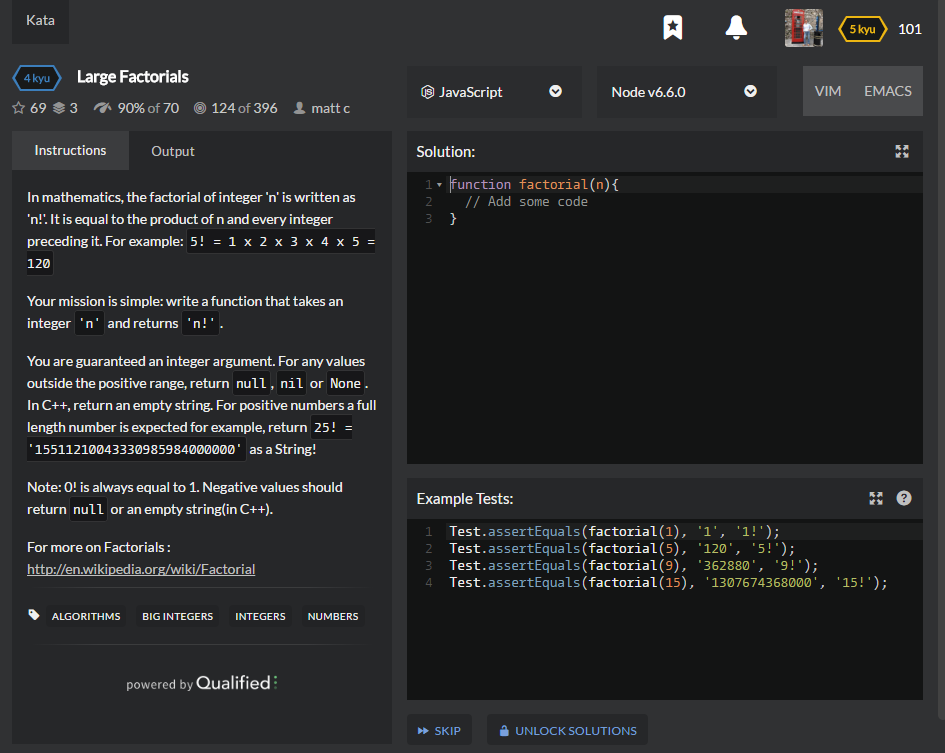 Kata
5 kyu 101
4 kyu Large Factorials
69 3 90% of 70 124 of 396 matt c
JavaScript
Node v6.6.0
VIM EMACS
Instructions Output
In mathematics, the factorial of integer 'n' is written as
'n!'. It is equal to the product of n and every integer
preceding it. For example: 5! = 1 x 2 x 3 x 4 x 5 =
120
Your mission is simple: write a function that takes an
integer 'n' and returns 'n!'.
You are guaranteed an integer argument. For any values
outside the positive range, return null, nil or None .
In C++, return an empty string. For positive numbers a full
length number is expected for example, return 25! =
'15511210043330985984000000' as a String!
Note: 0! is always equal to 1. Negative values should
return null or an empty string(in C++).
For more on Factorials :
http://en.wikipedia.org/wiki/Factorial
ALGORITHMS BIG INTEGERS INTEGERS NUMBERS
powered by Qualified
Solution:
1 function factorial(n){
2 // Add some code
3 }
Example Tests:
1 Test.assertEquals(factorial(1), '1', '1!');
2 Test.assertEquals(factorial(5), '120', '5!');
3 Test.assertEquals(factorial(9), '362880', '9!');
4 Test.assertEquals(factorial(15), '1307674368000', '15!');
SKIP UNLOCK SOLUTIONS